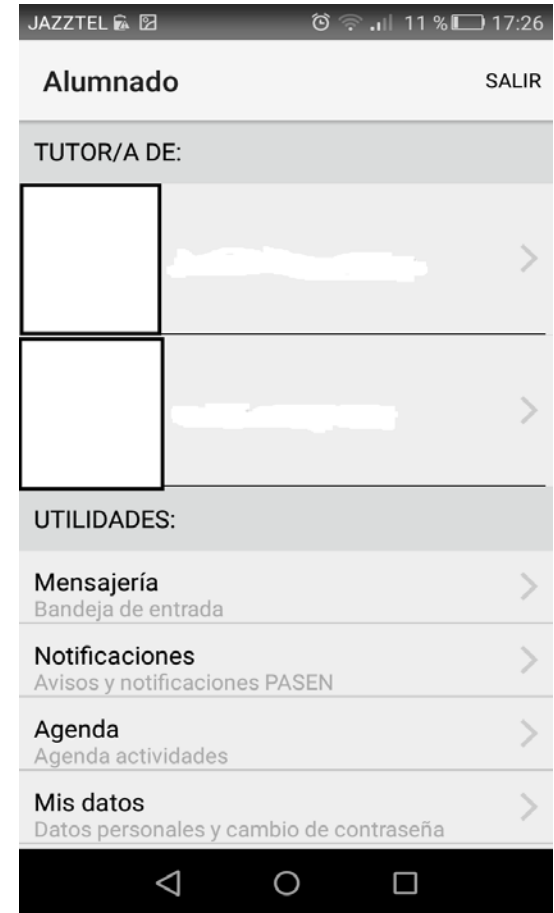 JAZZTEL 11 % 17:26
Alumnado SALIR
TUTOR/A DE:
UTILIDADES:
Mensajería
Bandeja de entrada
Notificaciones
Avisos y notificaciones PASEN
Agenda
Agenda actividades
Mis datos
Datos personales y cambio de contraseña